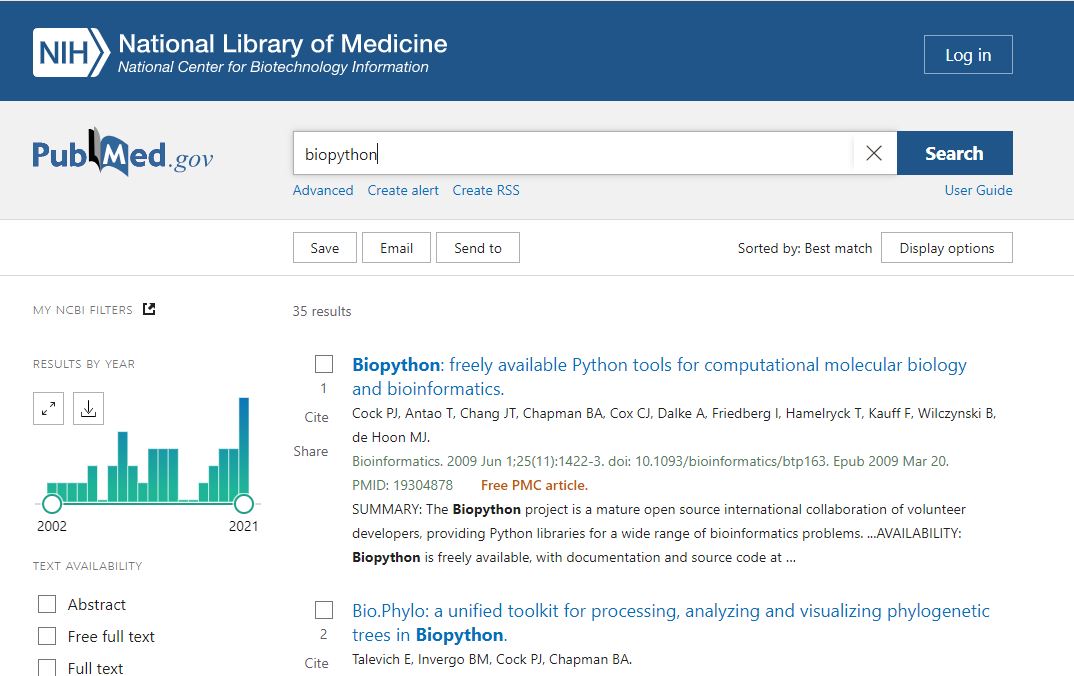 NIH National Library of Medicine
National Center for Biotechnology Information
Log in
PubMed.gov
biopython
Search
Advanced Create alert Create RSS
User Guide
Save Email Send to
Sorted by: Best match Display options
MY NCBI FILTERS
35 results
RESULTS BY YEAR
2002 2021
TEXT AVAILABILITY
Abstract
Free full text
Full text
1
Cite
Share
Biopython: freely available Python tools for computational molecular biology
and bioinformatics.
Cock PJ, Antao T, Chang JT, Chapman BA, Cox CJ, Dalke A, Friedberg I, Hamelryck T, Kauff F, Wilczynski B,
de Hoon MJ.
Bioinformatics. 2009 Jun 1;25(11):1422-3. doi: 10.1093/bioinformatics/btp163. Epub 2009 Mar 20.
PMID: 19304878 Free PMC article.
SUMMARY: The Biopython project is a mature open source international collaboration of volunteer
developers, providing Python libraries for a wide range of bioinformatics problems. ...AVAILABILITY:
Biopython is freely available, with documentation and source code at ...
2
Cite
Bio.Phylo: a unified toolkit for processing, analyzing and visualizing phylogenetic
trees in Biopython.
Talevich E, Invergo BM, Cock PJ, Chapman BA.